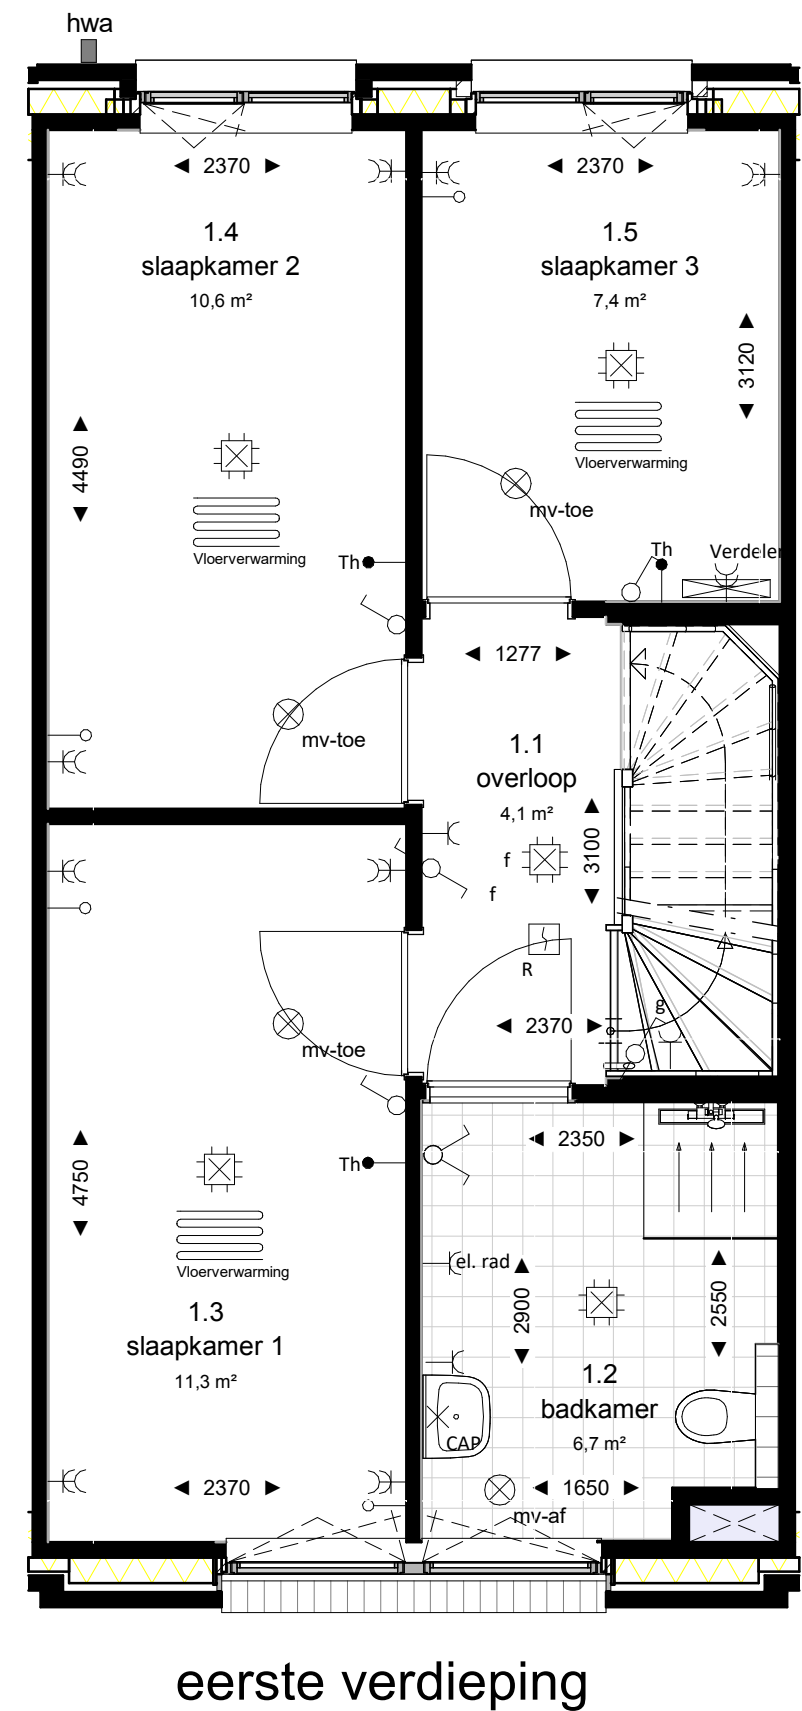 hwa
2370
2370
1.4
slaapkamer 2
10,6 m²
1.5
slaapkamer 3
7,4 m²
3120
4490
Vloerverwarming
mv-toe
Vloerverwarming
Th
Th
Verdeler
1277
mv-toe
1.1
overloop
4,1 m²
3100
f
f
R
2370
g
mv-toe
2350
Th
4750
el. rad
2900
2550
Vloerverwarming
1.3
slaapkamer 1
11,3 m²
1.2
badkamer
6,7 m²
CAP
2370
1650
mv-af
eerste verdieping